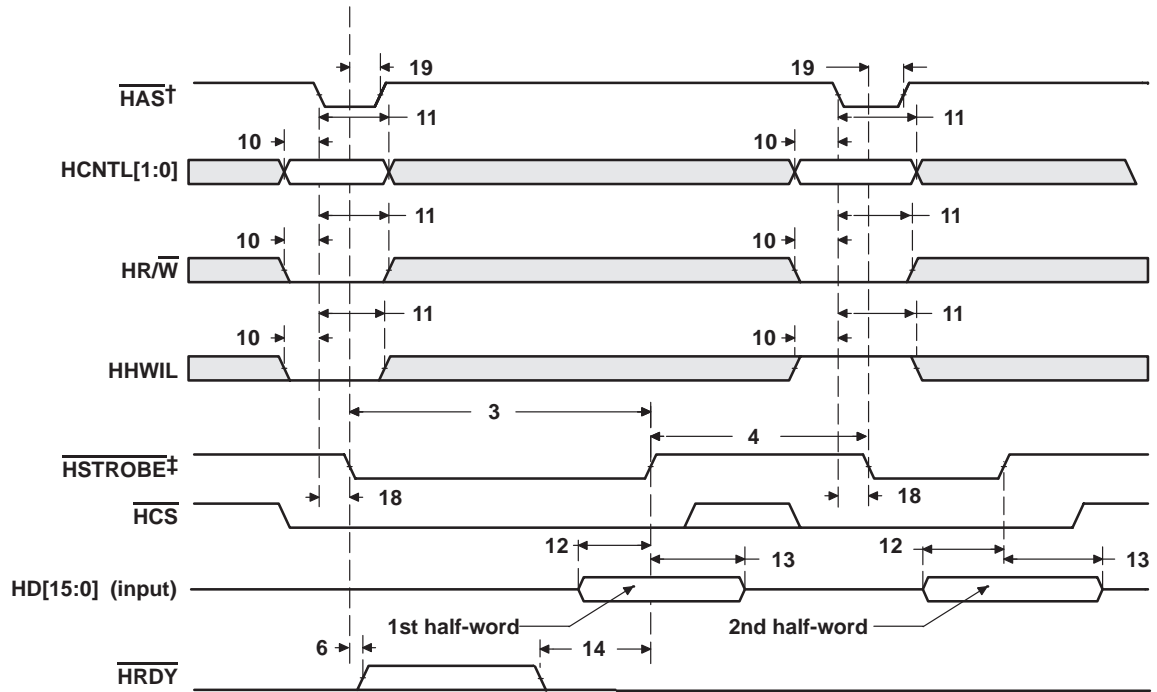 19 19
HAS†
11 11
10 10
HCNTL[1:0]
11 11
10 10
HR/W
11 11
10 10
HHWIL
3
4
HSTROBE‡
18 18
HCS
12 12
13 13
HD[15:0] (input)
1st half-word 2nd half-word
6 14
HRDY